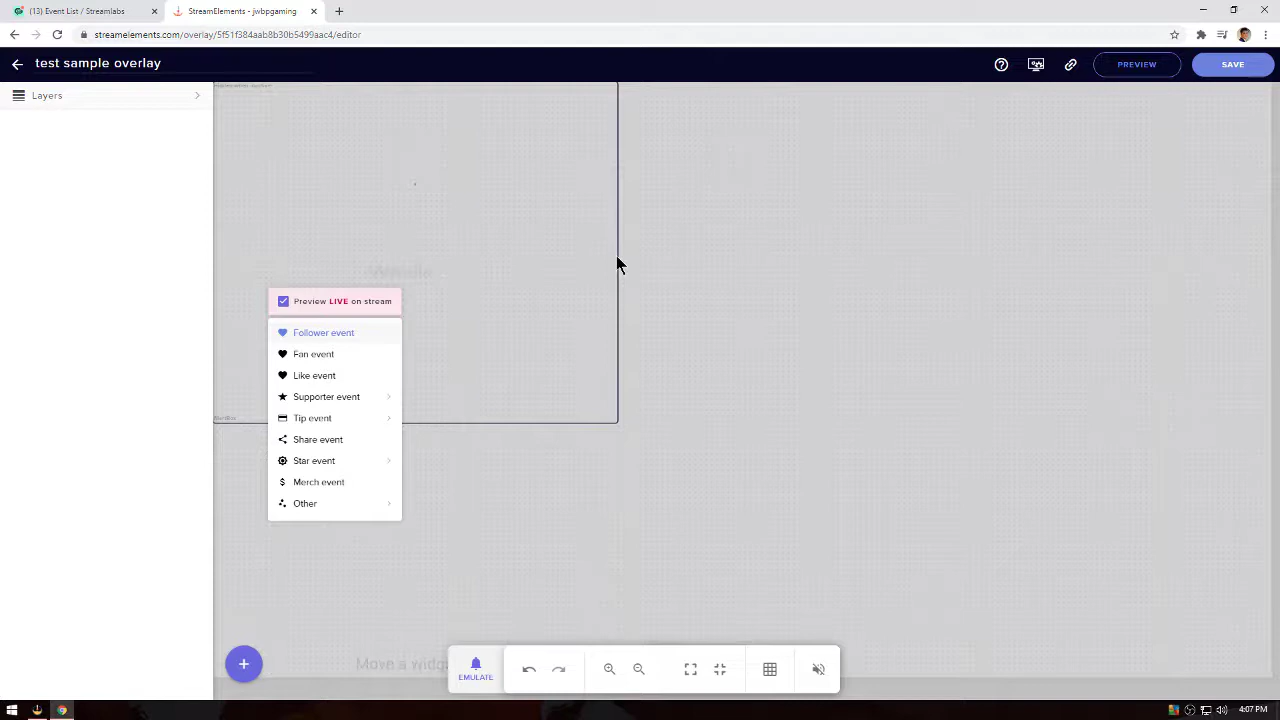 (13) Event List / Streamlabs
StreamElements - jwbpgaming
streamelements.com/overlay/5f51f384aab8b30b5499aac4/editor
test sample overlay
PREVIEW
SAVE
Layers
Preview LIVE on stream
Follower event
Fan event
Like event
Supporter event
Tip event
Share event
Star event
Merch event
Other
AlertBox
Move a widg
EMULATE
4:07 PM